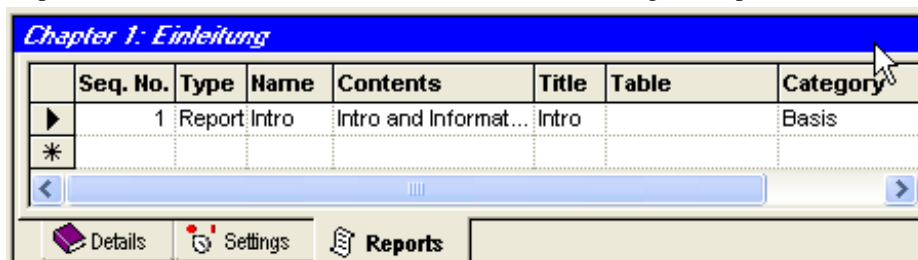 Chapter 1: Einleitung
Seq. No. Type Name Contents Title Table Category
1 Report Intro Intro and Informat... Intro Basis
Details Settings Reports